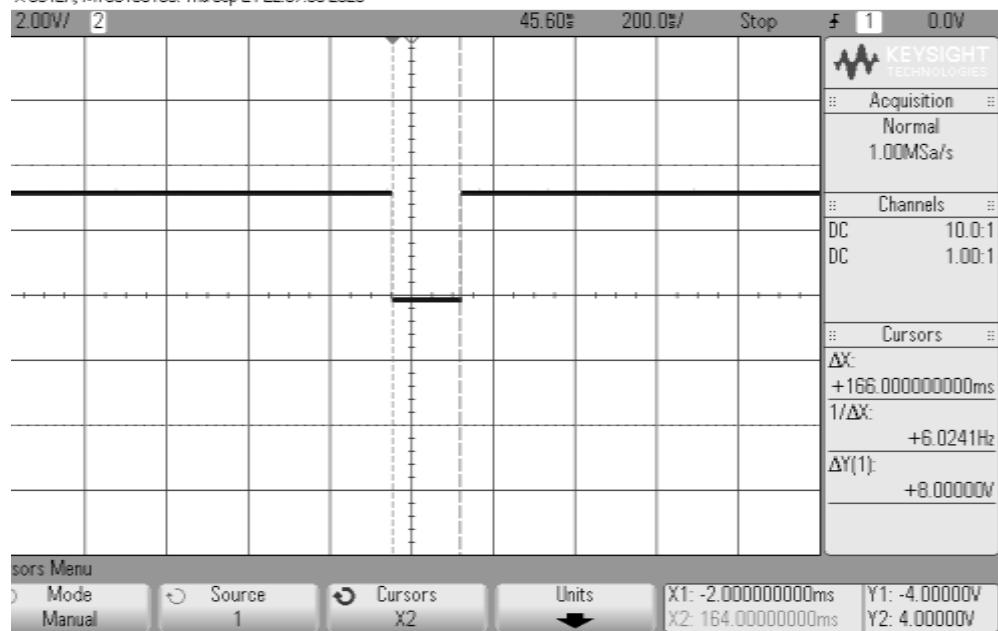 2.00V/ 2 45.60s 200.0s/ Stop 1 0.0V
KEYSIGHT
TECHNOLOGIES
Acquisition
Normal
1.00MSa/s
Channels
DC 10.0:1
DC 1.00:1
Cursors
ΔX:
+166.000000000ms
1/ΔX:
+6.0241Hz
ΔY(1):
+8.00000V
sors Menu
Mode Source Cursors Units X1: -2.000000000ms Y1: -4.00000V
Manual 1 X2 X2: 164.00000000ms Y2: 4.00000V